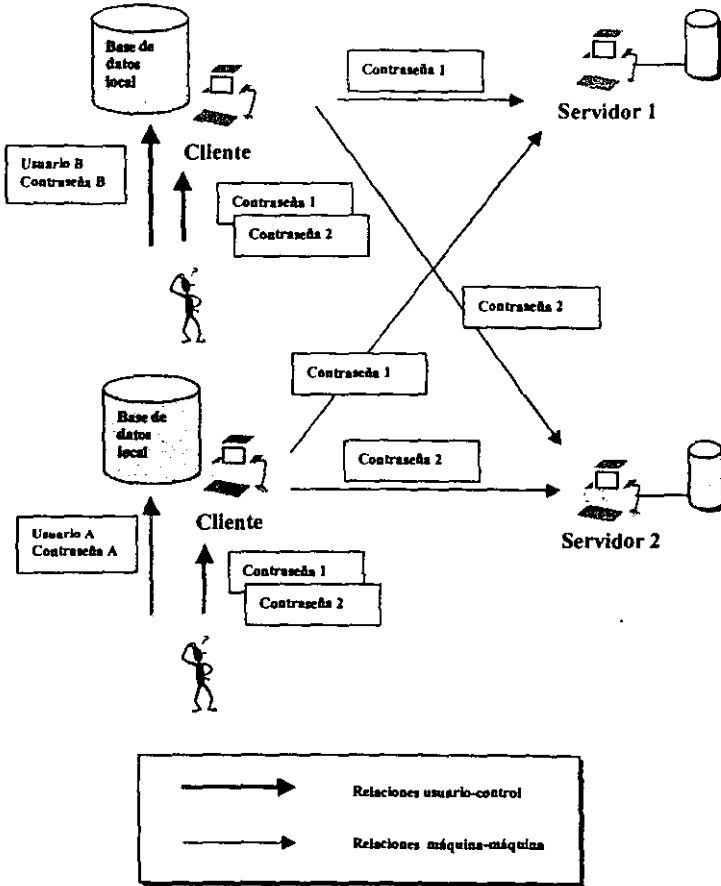 Base de
datos
local
Contraseña 1
Servidor 1
Cliente
Usuario B
Contraseña B
Contraseña 1
Contraseña 2
Contraseña 2
Contraseña 1
Base de
datos
local
Contraseña 2
Cliente
Servidor 2
Usuario A
Contraseña A
Contraseña 1
Contraseña 2
Relaciones usuario-control
Relaciones máquina-máquina